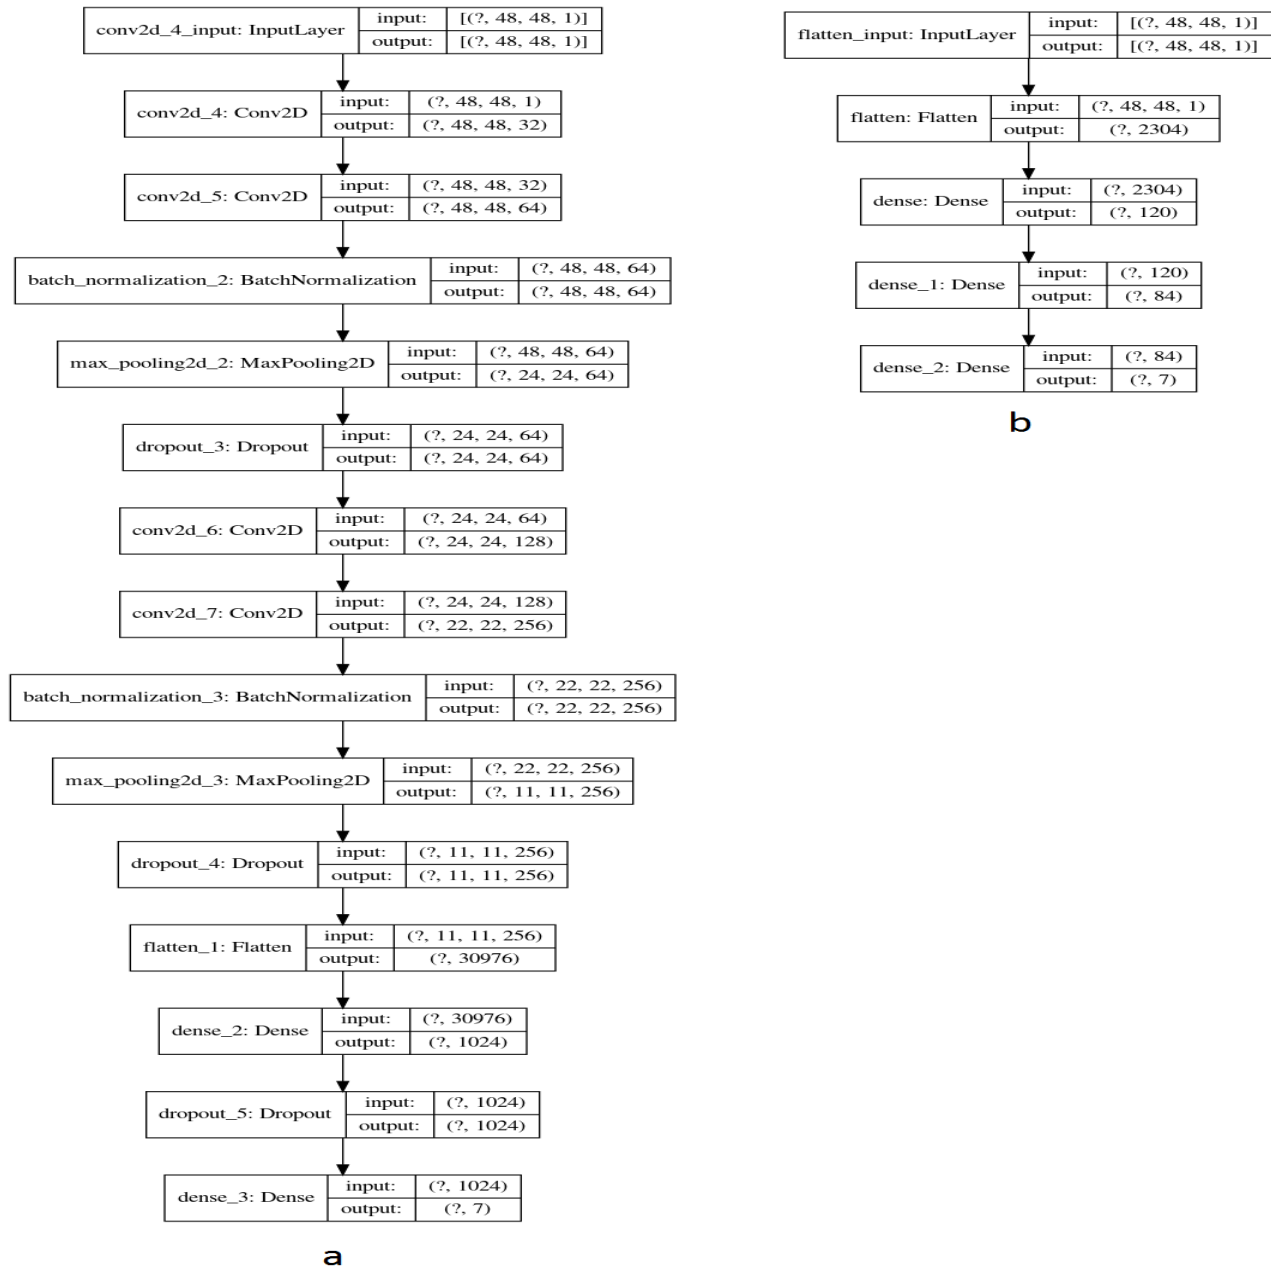 conv2d_4_input: InputLayer input: [(?, 48, 48, 1)]
output: [(?, 48, 48, 1)]
conv2d_4: Conv2D input: (?, 48, 48, 1)
output: (?, 48, 48, 32)
conv2d_5: Conv2D input: (?, 48, 48, 32)
output: (?, 48, 48, 64)
batch_normalization_2: BatchNormalization input: (?, 48, 48, 64)
output: (?, 48, 48, 64)
max_pooling2d_2: MaxPooling2D input: (?, 48, 48, 64)
output: (?, 24, 24, 64)
dropout_3: Dropout input: (?, 24, 24, 64)
output: (?, 24, 24, 64)
conv2d_6: Conv2D input: (?, 24, 24, 64)
output: (?, 24, 24, 128)
conv2d_7: Conv2D input: (?, 24, 24, 128)
output: (?, 22, 22, 256)
batch_normalization_3: BatchNormalization input: (?, 22, 22, 256)
output: (?, 22, 22, 256)
max_pooling2d_3: MaxPooling2D input: (?, 22, 22, 256)
output: (?, 11, 11, 256)
dropout_4: Dropout input: (?, 11, 11, 256)
output: (?, 11, 11, 256)
flatten_1: Flatten input: (?, 11, 11, 256)
output: (?, 30976)
dense_2: Dense input: (?, 30976)
output: (?, 1024)
dropout_5: Dropout input: (?, 1024)
output: (?, 1024)
dense_3: Dense input: (?, 1024)
output: (?, 7)
a
flatten_input: InputLayer input: [(?, 48, 48, 1)]
output: [(?, 48, 48, 1)]
flatten: Flatten input: (?, 48, 48, 1)
output: (?, 2304)
dense: Dense input: (?, 2304)
output: (?, 120)
dense_1: Dense input: (?, 120)
output: (?, 84)
dense_2: Dense input: (?, 84)
output: (?, 7)
b